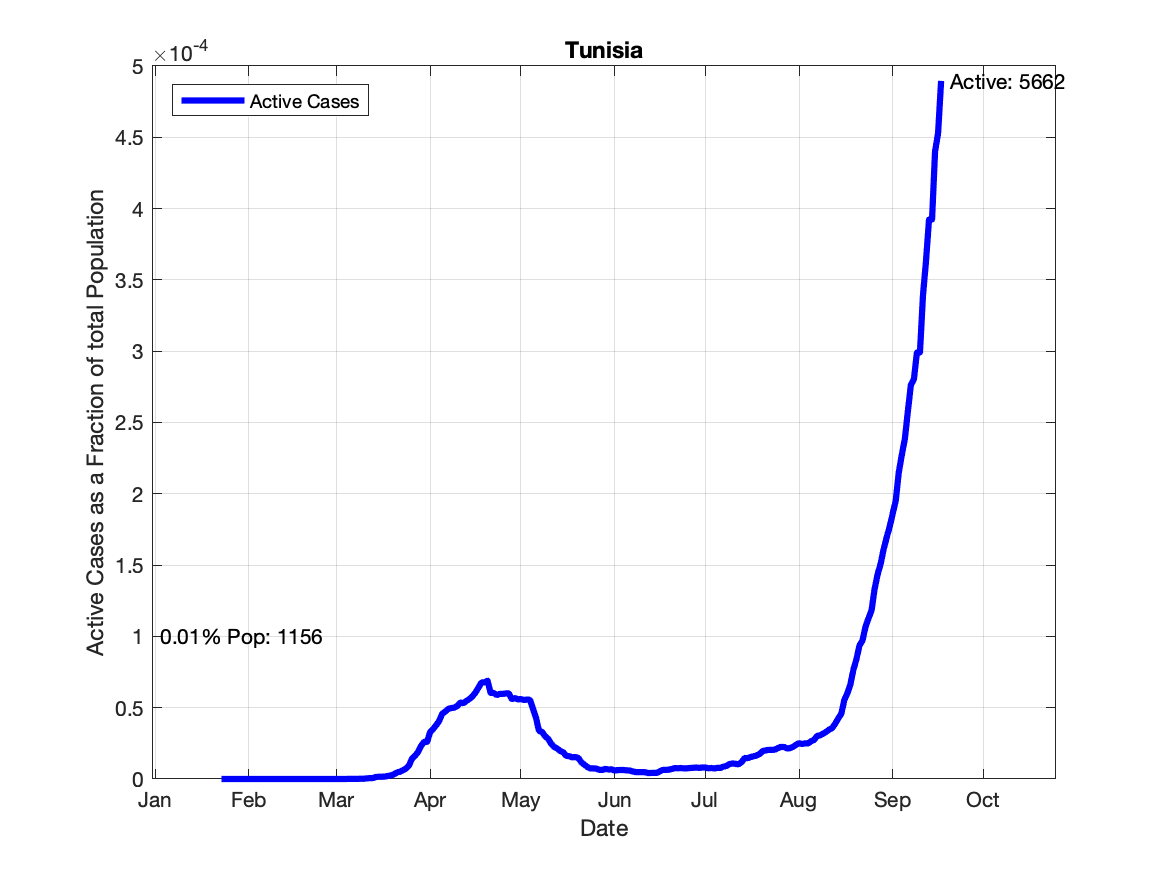 Tunisia
×10-4
5
4.5
4
3.5
3
2.5
2
1.5
1
0.5
0
Active Cases as a Fraction of total Population
Active Cases
Active: 5662
0.01% Pop: 1156
Jan Feb Mar Apr May Jun Jul Aug Sep Oct
Date